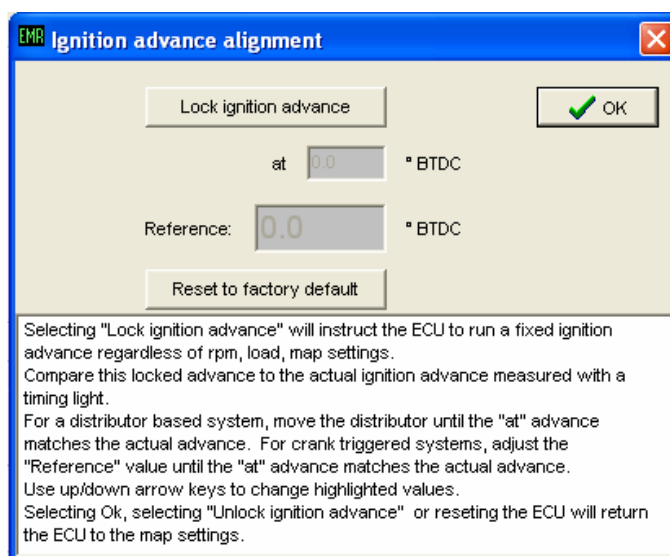 EMR Ignition advance alignment
Lock ignition advance
OK
at 0.0 ° BTDC
Reference: 0.0 ° BTDC
Reset to factory default
Selecting "Lock ignition advance" will instruct the ECU to run a fixed ignition
advance regardless of rpm, load, map settings.
Compare this locked advance to the actual ignition advance measured with a
timing light.
For a distributor based system, move the distributor until the "at" advance
matches the actual advance.  For crank triggered systems, adjust the
"Reference" value until the "at" advance matches the actual advance.
Use up/down arrow keys to change highlighted values.
Selecting Ok, selecting "Unlock ignition advance"  or reseting the ECU will return
the ECU to the map settings.